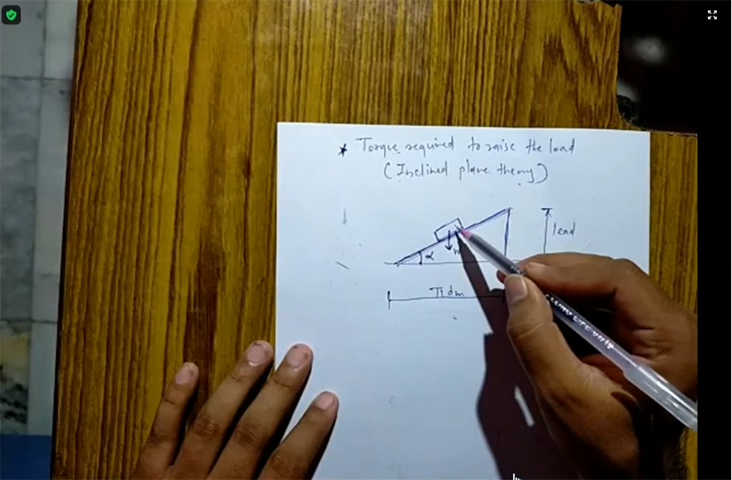 * Torque required to raise the load
(Inclined plane theory)
lead
α
w
πdm